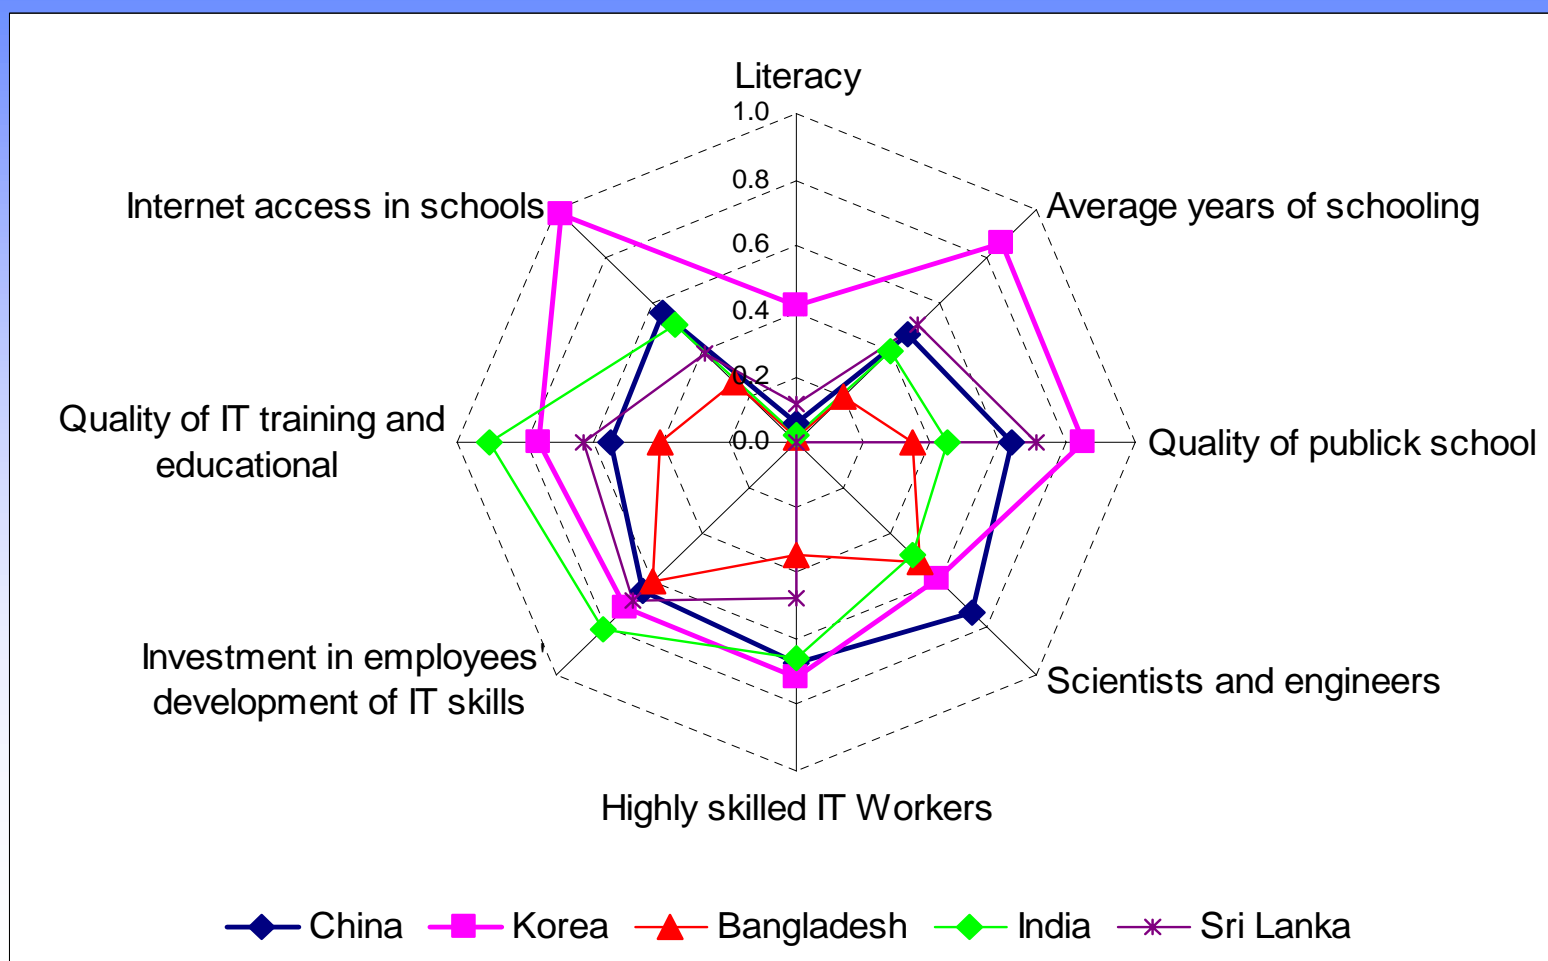 Literacy
1.0
0.8
0.6
0.4
0.2
0.0
Average years of schooling
Quality of publick school
Scientists and engineers
Highly skilled IT Workers
Investment in employees'
development of IT skills
Quality of IT training and
educational
Internet access in schools
China
Korea
Bangladesh
India
Sri Lanka